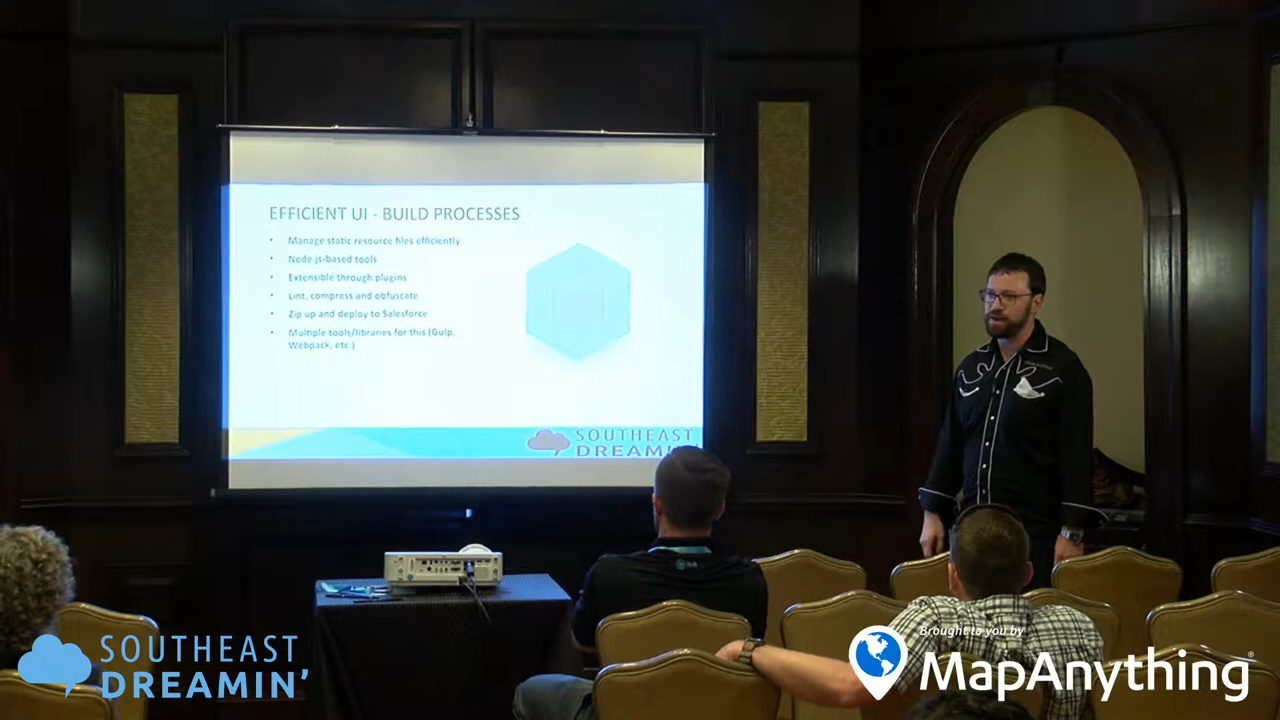 EFFICIENT UI - BUILD PROCESSES
• Manage static resource files efficiently
• Node.js-based tools
• Extensible through plugins
• Lint, compress and obfuscate
• Zip up and deploy to Salesforce
• Multiple tools/libraries for this (Gulp,
Webpack, etc.)
SOUTHEAST
DREAMIN'
SOUTHEAST
DREAMIN'
Brought to you by
MapAnything®